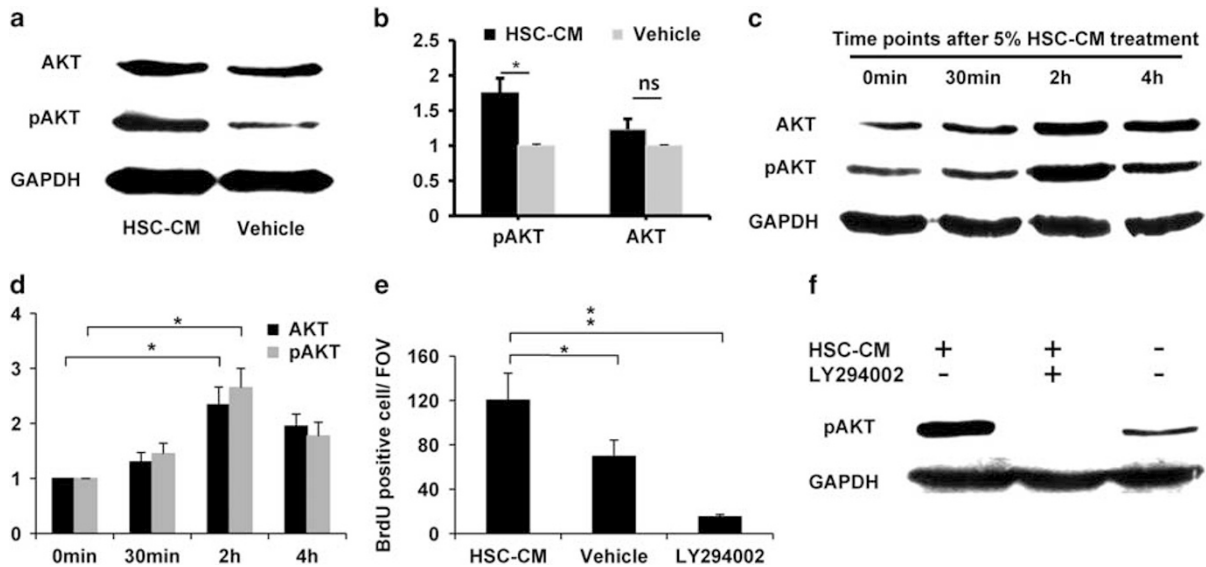 a
AKT
pAKT
GAPDH
HSC-CM Vehicle
b
HSC-CM Vehicle
2.5
2
1.5
1
0.5
0
*
ns
pAKT AKT
c
Time points after 5% HSC-CM treatment
0min 30min 2h 4h
AKT
pAKT
GAPDH
d
4
3
2
1
0
*
*
AKT
pAKT
0min 30min 2h 4h
e
BrdU positive cell/ FOV
160
120
80
40
0
*
*
*
HSC-CM Vehicle LY294002
f
HSC-CM + + -
LY294002 - + -
pAKT
GAPDH